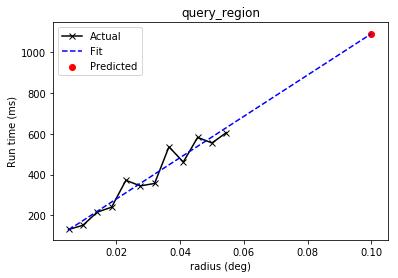 query_region
Actual
Fit
Predicted
Run time (ms)
1000
800
600
400
200
0.02 0.04 0.06 0.08 0.10
radius (deg)